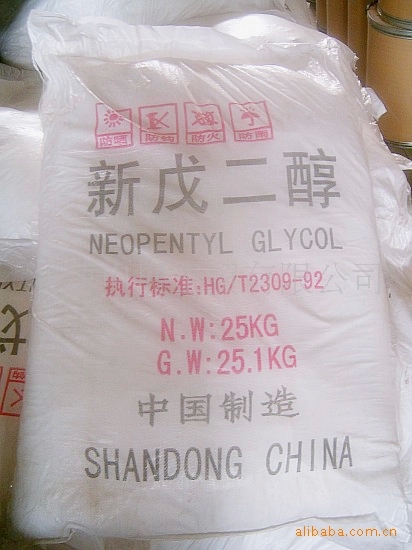 防晒 防钩 防火 防雨
新戊二醇
NEOPENTYL GLYCOL
执行标准:HG/T2309-92
N.W:25KG
G.W:25.1KG
中国制造
SHANDONG CHINA
alibaba.com.cn